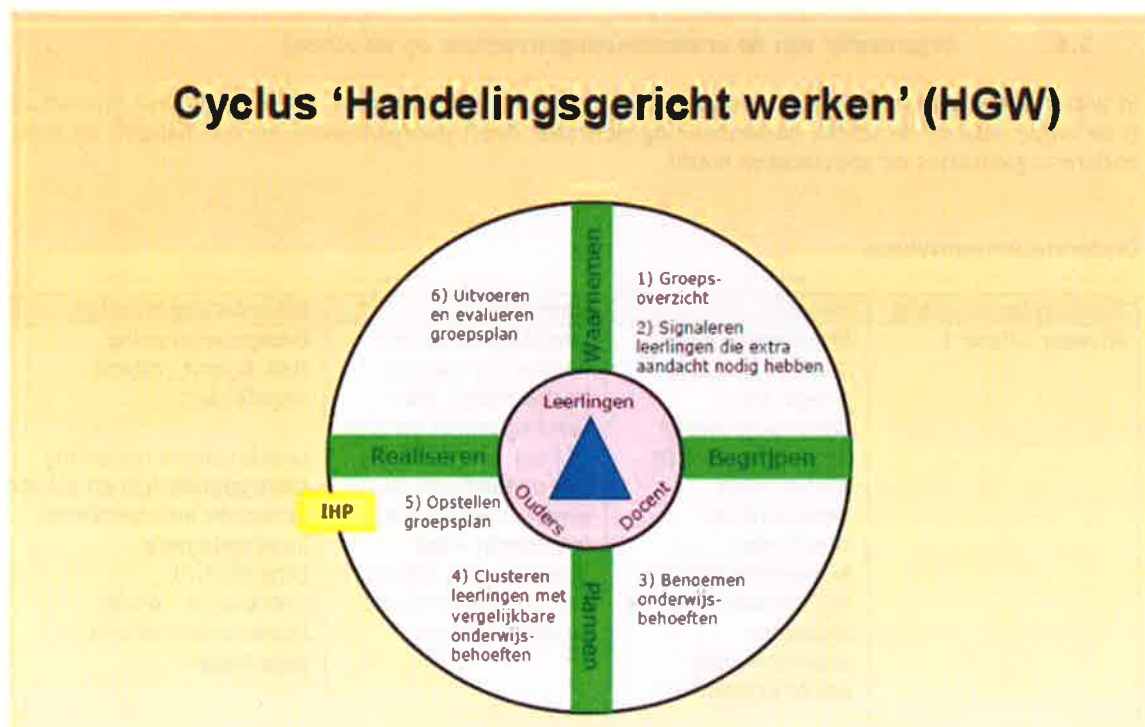 Cyclus ‘Handelingsgericht werken’ (HGW)
Waarnemen
1) Groeps-
overzicht
2) Signaleren
leerlingen die extra
aandacht nodig hebben
Begrijpen
3) Benoemen
onderwijs-
behoeften
Plannen
4) Clusteren
leerlingen met
vergelijkbare
onderwijs-
behoeften
5) Opstellen
groepsplan
IHP
Realiseren
6) Uitvoeren
en evalueren
groepsplan
Leerlingen
Ouders
Docent